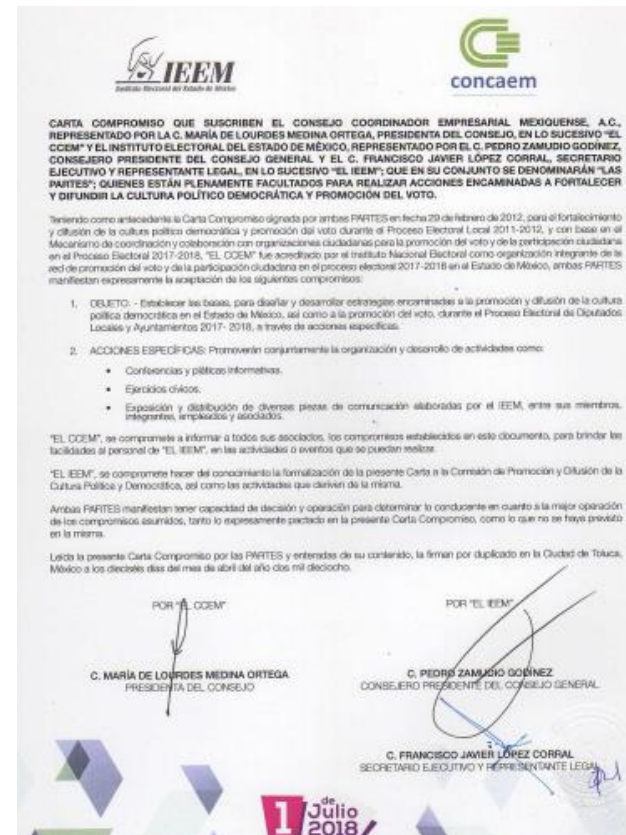 IEEM
Instituto Electoral del Estado de México
concaem
CARTA COMPROMISO QUE SUSCRIBEN EL CONSEJO COORDINADOR EMPRESARIAL MEXIQUENSE, A.C.,
REPRESENTADO POR LA C. MARÍA DE LOURDES MEDINA ORTEGA, PRESIDENTA DEL CONSEJO, EN LO SUCESIVO "EL
CCEM" Y EL INSTITUTO ELECTORAL DEL ESTADO DE MÉXICO, REPRESENTADO POR EL C. PEDRO ZAMUDIO GODÍNEZ,
CONSEJERO PRESIDENTE DEL CONSEJO GENERAL Y EL C. FRANCISCO JAVIER LÓPEZ CORRAL, SECRETARIO
EJECUTIVO Y REPRESENTANTE LEGAL, EN LO SUCESIVO "EL IEEM"; QUE EN SU CONJUNTO SE DENOMINARÁN "LAS
PARTES"; QUIENES ESTÁN PLENAMENTE FACULTADOS PARA REALIZAR ACCIONES ENCAMINADAS A FORTALECER
Y DIFUNDIR LA CULTURA POLÍTICO DEMOCRÁTICA Y PROMOCIÓN DEL VOTO.
Teniendo como antecedente la Carta Compromiso signada por ambas PARTES en fecha 29 de febrero de 2012, para el fortalecimiento
y difusión de la cultura político democrática y promoción del voto durante el Proceso Electoral Local 2011-2012, y con base en el
Mecanismo de coordinación y colaboración con organizaciones ciudadanas para la promoción del voto y de la participación ciudadana
en el Proceso Electoral 2017-2018, "EL CCEM" fue acreditado por el Instituto Nacional Electoral como organización integrante de la
red de promoción del voto y de la participación ciudadana en el proceso electoral 2017-2018 en el Estado de México, ambas PARTES
manifiestan expresamente la aceptación de los siguientes compromisos:
1. OBJETO. - Establecer las bases, para diseñar y desarrollar estrategias encaminadas a la promoción y difusión de la cultura
política democrática en el Estado de México, así como a la promoción del voto, durante el Proceso Electoral de Diputados
Locales y Ayuntamientos 2017- 2018, a través de acciones específicas.
2. ACCIONES ESPECÍFICAS: Promoverán conjuntamente la organización y desarrollo de actividades como:
• Conferencias y pláticas informativas.
• Ejercicios cívicos.
• Exposición y distribución de diversas piezas de comunicación elaboradas por el IEEM, entre sus miembros,
integrantes, empleados y asociados.
"EL CCEM", se compromete a informar a todos sus asociados, los compromisos establecidos en este documento, para brindar las
facilidades al personal de "EL IEEM", en las actividades o eventos que se puedan realizar.
"EL IEEM", se compromete hacer del conocimiento la formalización de la presente Carta a la Comisión de Promoción y Difusión de la
Cultura Política y Democrática, así como las actividades que deriven de la misma.
Ambas PARTES manifiestan tener capacidad de decisión y operación para determinar lo conducente en cuanto a la mejor operación
de los compromisos asumidos, tanto lo expresamente pactado en la presente Carta Compromiso, como lo que no se haya previsto
en la misma.
Leída la presente Carta Compromiso por las PARTES y enteradas de su contenido, la firman por duplicado en la Ciudad de Toluca,
México a los dieciséis días del mes de abril del año dos mil dieciocho.
POR "EL CCEM"
POR "EL IEEM"
C. MARÍA DE LOURDES MEDINA ORTEGA
PRESIDENTA DEL CONSEJO
C. PEDRO ZAMUDIO GODÍNEZ
CONSEJERO PRESIDENTE DEL CONSEJO GENERAL
C. FRANCISCO JAVIER LÓPEZ CORRAL
SECRETARIO EJECUTIVO Y REPRESENTANTE LEGAL
1 de
Julio
2018